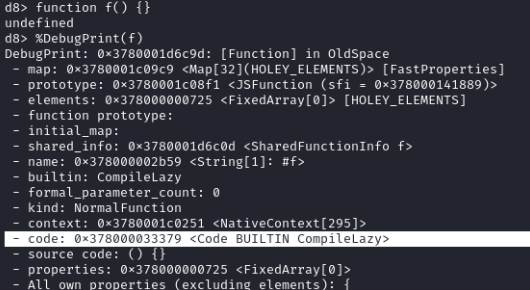 d8> function f() {}
undefined
d8> %DebugPrint(f)
DebugPrint: 0x3780001d6c9d: [Function] in OldSpace
- map: 0x3780001c09c9 <Map[32](HOLEY_ELEMENTS)> [FastProperties]
- prototype: 0x3780001c08f1 <JSFunction (sfi = 0x378000141889)>
- elements: 0x378000000725 <FixedArray[0]> [HOLEY_ELEMENTS]
- function prototype:
- initial_map:
- shared_info: 0x3780001d6c0d <SharedFunctionInfo f>
- name: 0x378000002b59 <String[1]: #f>
- builtin: CompileLazy
- formal_parameter_count: 0
- kind: NormalFunction
- context: 0x3780001c0251 <NativeContext[295]>
- code: 0x378000033379 <Code BUILTIN CompileLazy>
- source code: () {}
- properties: 0x378000000725 <FixedArray[0]>
- All own properties (excluding elements): {